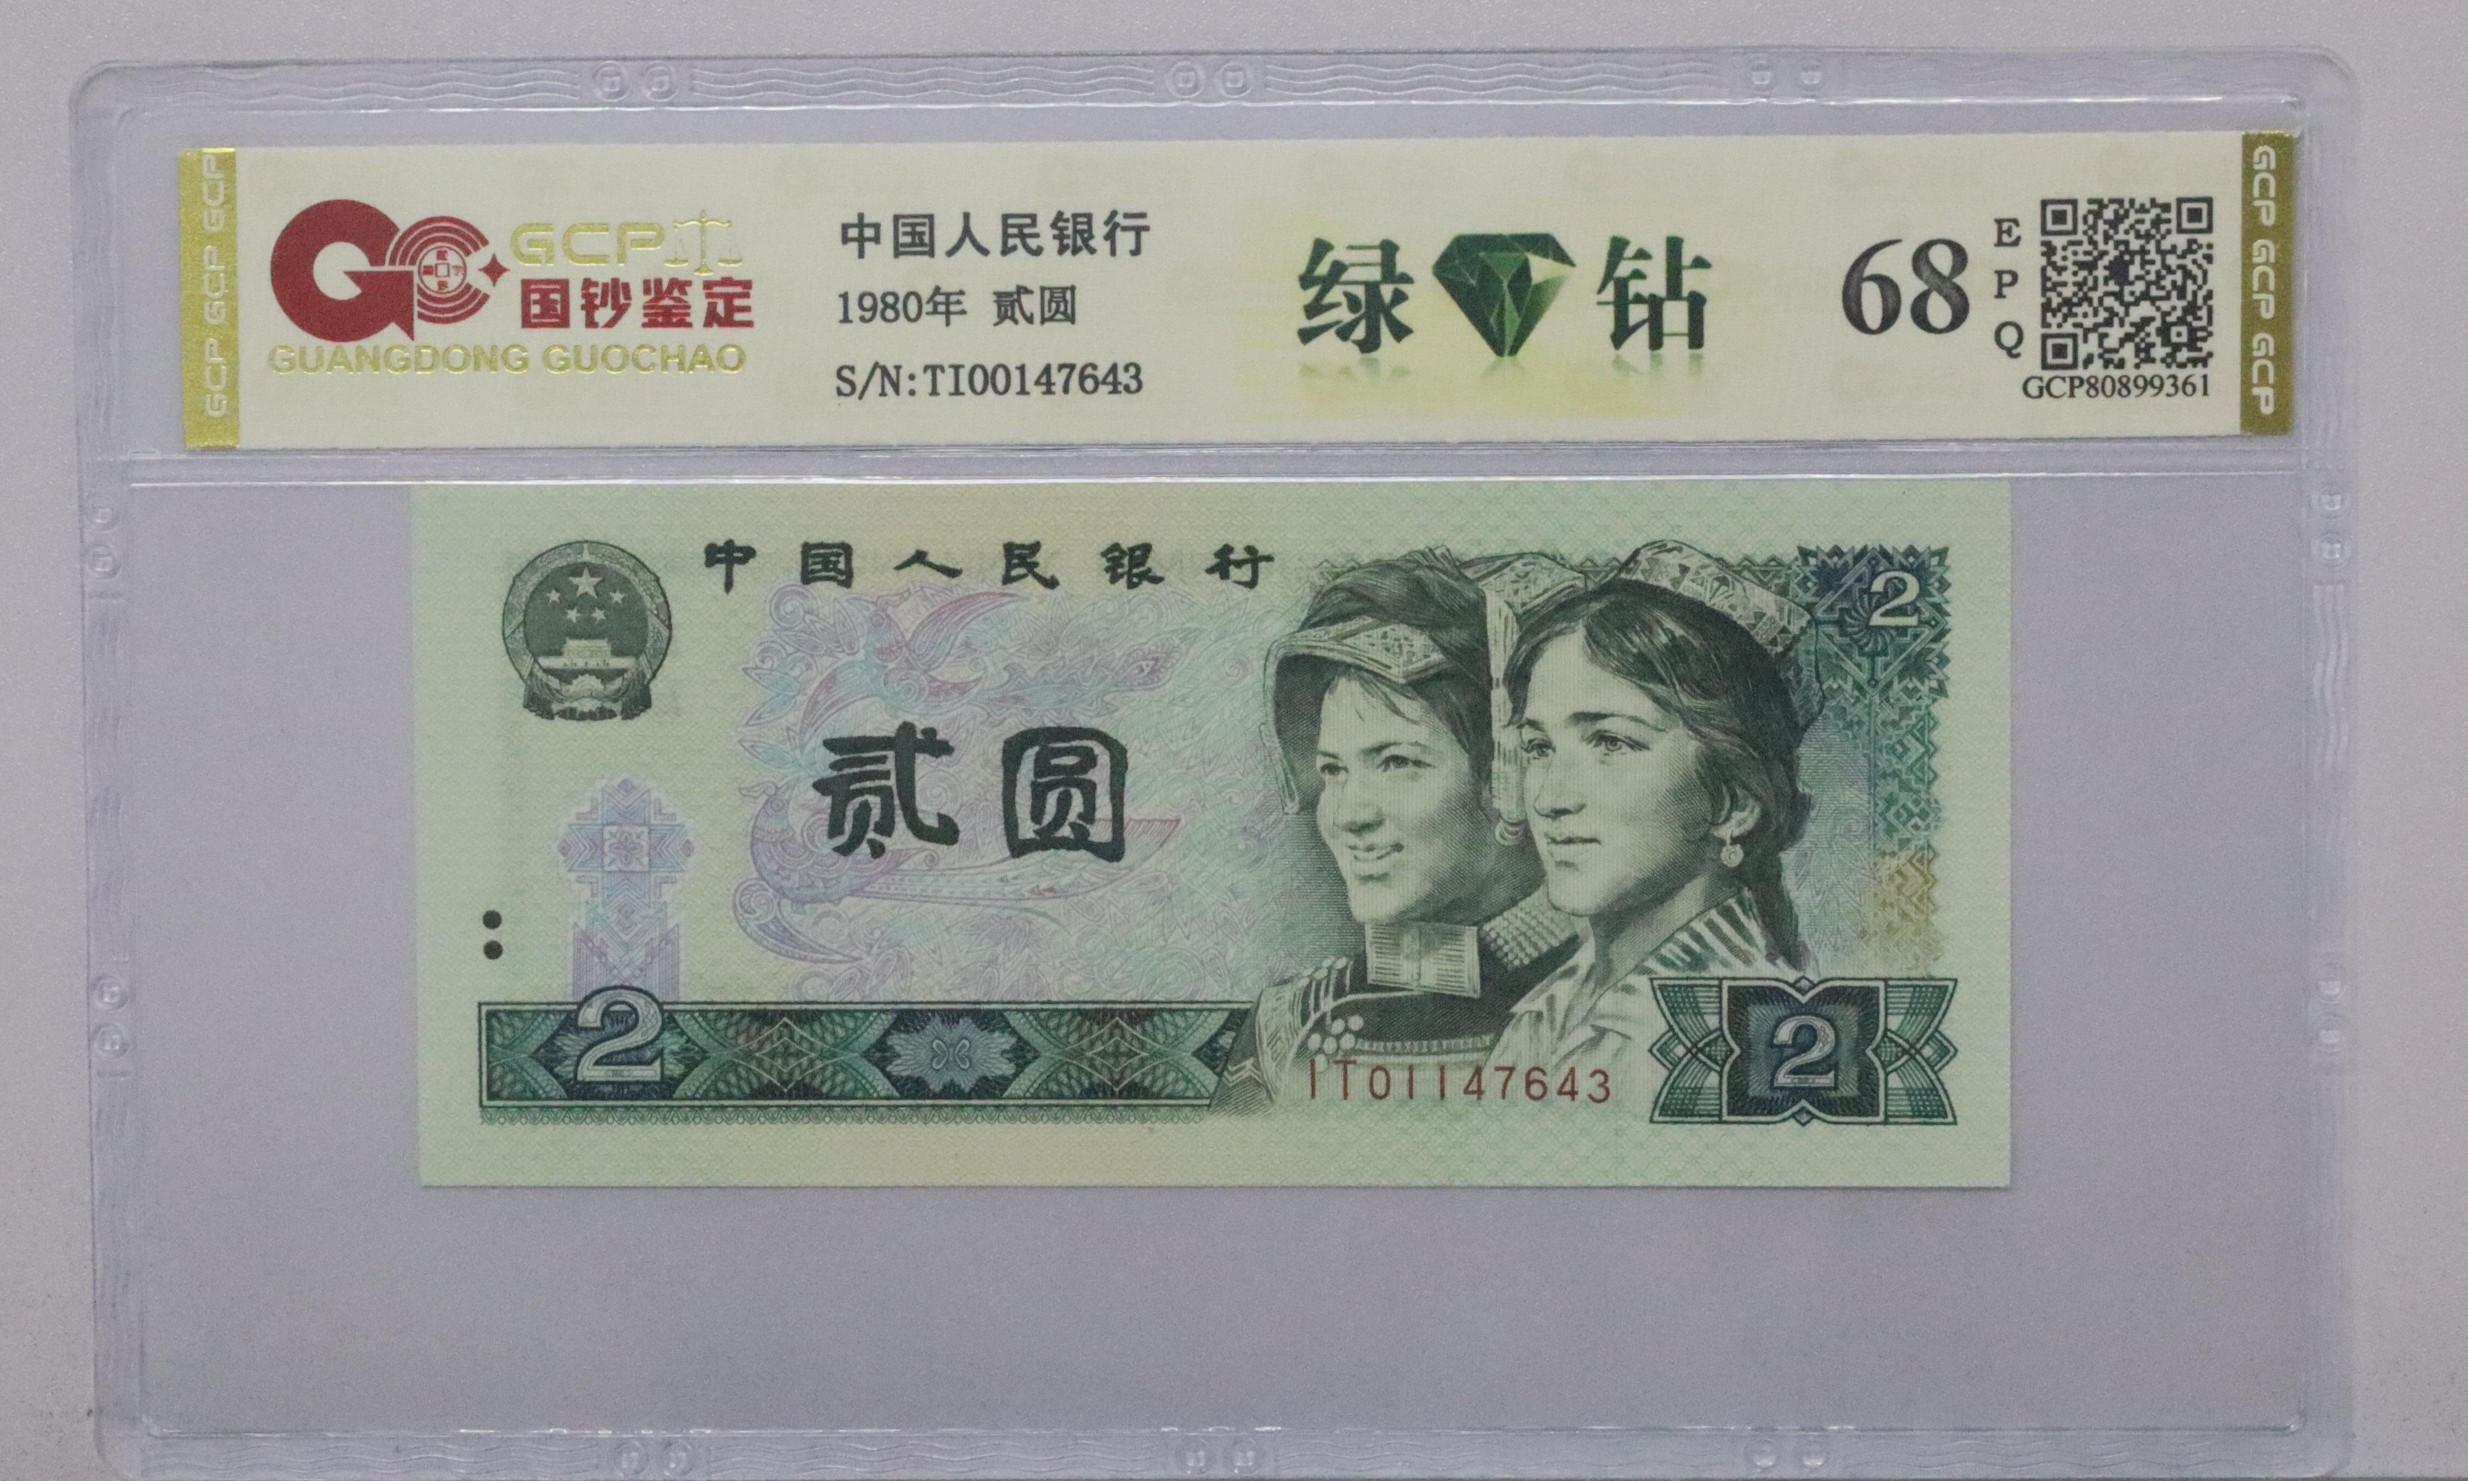 GCP GCP GCP
GCP
国钞鉴定
GUANGDONG GUOCHAO
中国人民银行
1980年 贰圆
S/N:TI00147643
绿钻
68
EPQ
GCP80899361
GCP GCP GCP
中国人民银行
2
贰圆
2
IT01147643
2